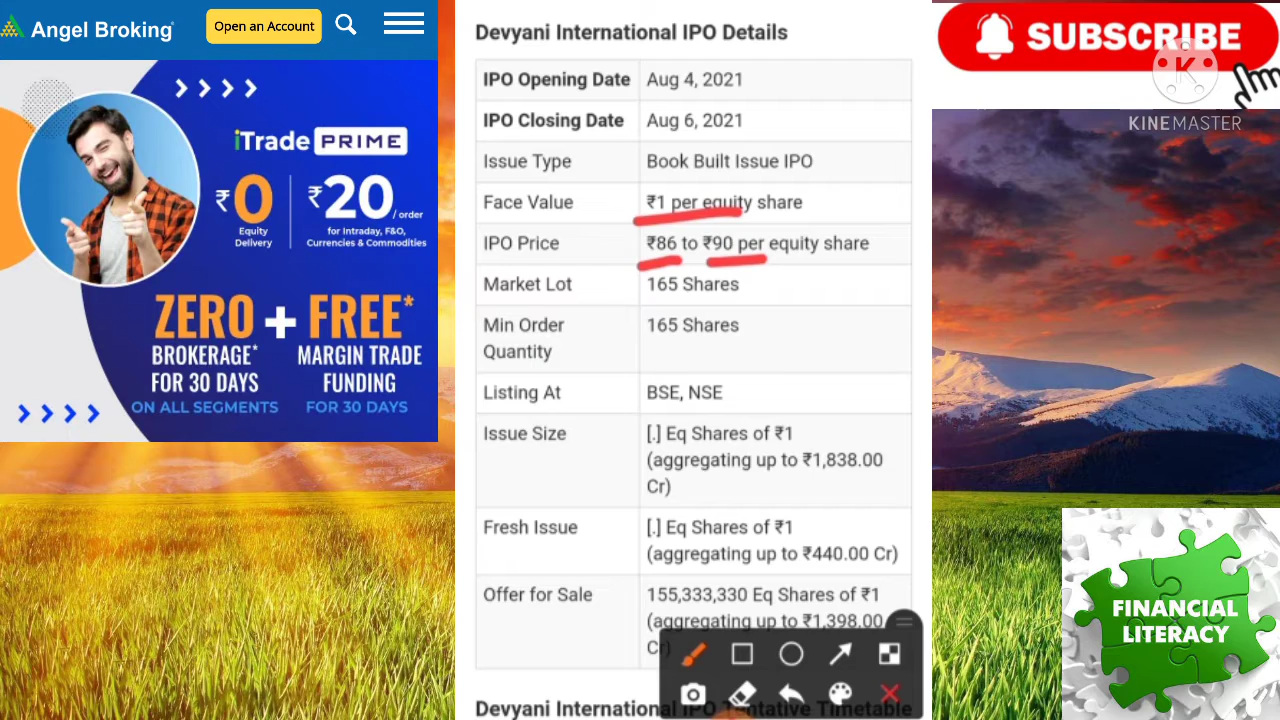 Angel Broking
Open an Account
iTrade PRIME
₹0
Equity
Delivery
₹20 / order
for Intraday, F&O,
Currencies & Commodities
ZERO + FREE*
BROKERAGE*
FOR 30 DAYS
ON ALL SEGMENTS
MARGIN TRADE
FUNDING
FOR 30 DAYS
Devyani International IPO Details
IPO Opening Date Aug 4, 2021
IPO Closing Date Aug 6, 2021
Issue Type Book Built Issue IPO
Face Value ₹1 per equity share
IPO Price ₹86 to ₹90 per equity share
Market Lot 165 Shares
Min Order 165 Shares
Quantity
Listing At BSE, NSE
Issue Size [.] Eq Shares of ₹1
(aggregating up to ₹1,838.00
Cr)
Fresh Issue [.] Eq Shares of ₹1
(aggregating up to ₹440.00 Cr)
Offer for Sale 155,333,330 Eq Shares of ₹1
(aggregating up to ₹1,398.00
Cr)
Devyani International IPO Tentative Timetable
SUBSCRIBE
K
KINEMASTER
FINANCIAL
LITERACY